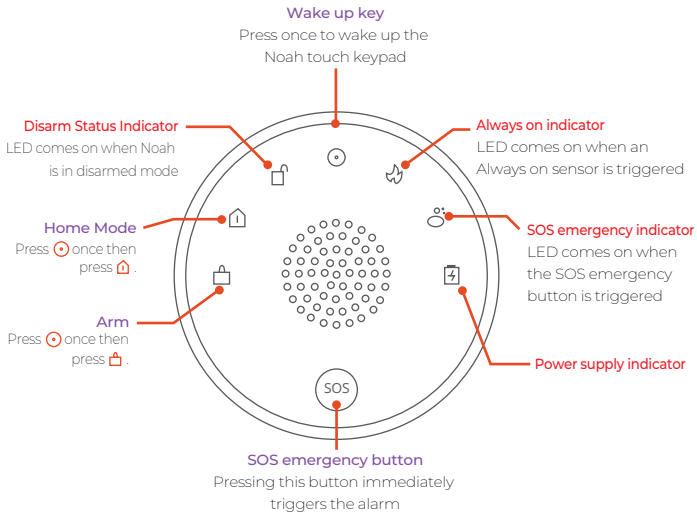 Wake up key
Press once to wake up the
Noah touch keypad
Disarm Status Indicator
LED comes on when Noah
is in disarmed mode
Always on indicator
LED comes on when an
Always on sensor is triggered
Home Mode
Press once then
press .
SOS emergency indicator
LED comes on when
the SOS emergency
button is triggered
Arm
Press once then
press .
Power supply indicator
SOS
SOS emergency button
Pressing this button immediately
triggers the alarm